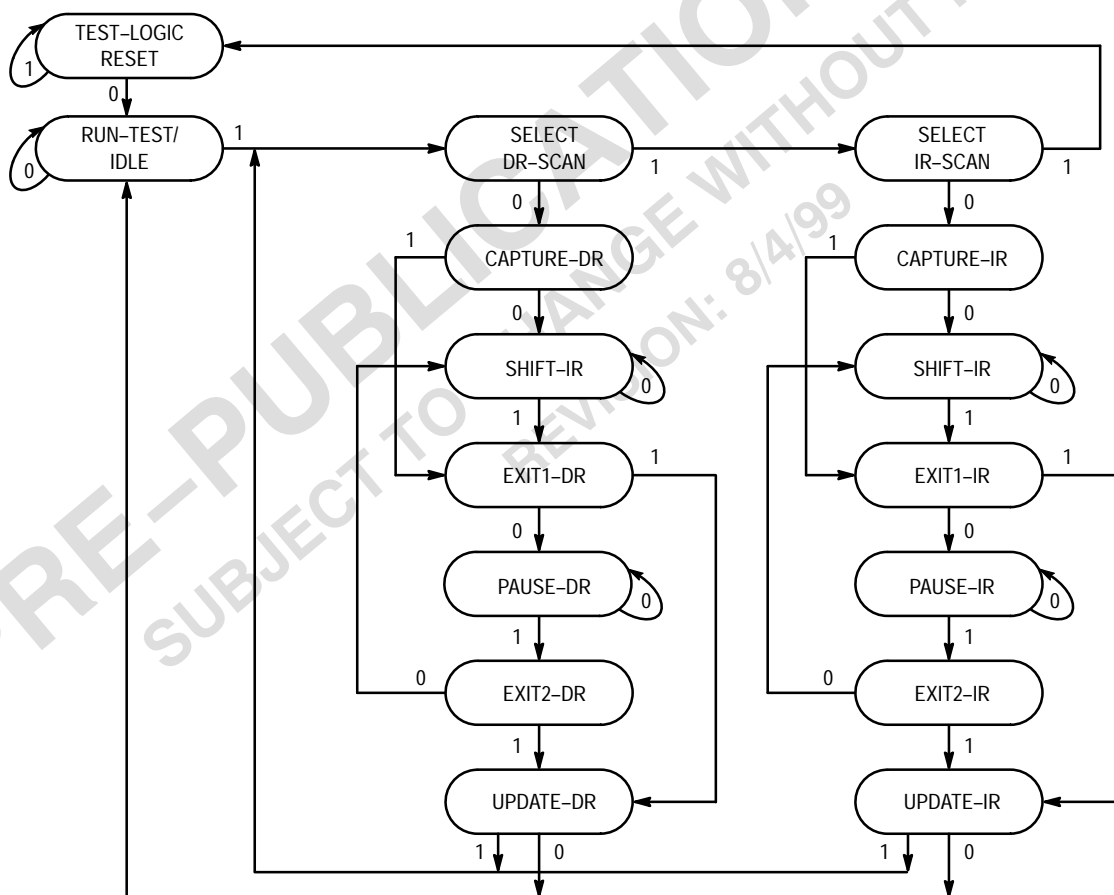 TEST–LOGIC
RESET
1
0
RUN–TEST/
IDLE
0
1
SELECT
DR–SCAN
1
SELECT
IR–SCAN
1
0
0
1
CAPTURE–DR
1
CAPTURE–IR
0
0
SHIFT–IR
0
SHIFT–IR
0
1
1
EXIT1–DR
1
EXIT1–IR
1
0
0
PAUSE–DR
0
PAUSE–IR
0
1
1
0
EXIT2–DR
0
EXIT2–IR
1
1
UPDATE–DR
UPDATE–IR
1
0
1
0
RE–PUBLICATION
SUBJECT TO CHANGE WITHOUT
REVISION: 8/4/99